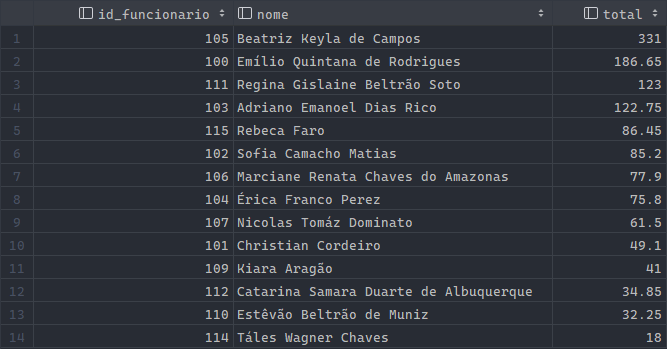 id_funcionario nome total
1 105 Beatriz Keyla de Campos 331
2 100 Emílio Quintana de Rodrigues 186.65
3 111 Regina Gislaine Beltrão Soto 123
4 103 Adriano Emanoel Dias Rico 122.75
5 115 Rebeca Faro 86.45
6 102 Sofia Camacho Matias 85.2
7 106 Marciane Renata Chaves do Amazonas 77.9
8 104 Érica Franco Perez 75.8
9 107 Nicolas Tomáz Dominato 61.5
10 101 Christian Cordeiro 49.1
11 109 Kiara Aragão 41
12 112 Catarina Samara Duarte de Albuquerque 34.85
13 110 Estêvão Beltrão de Muniz 32.25
14 114 Táles Wagner Chaves 18